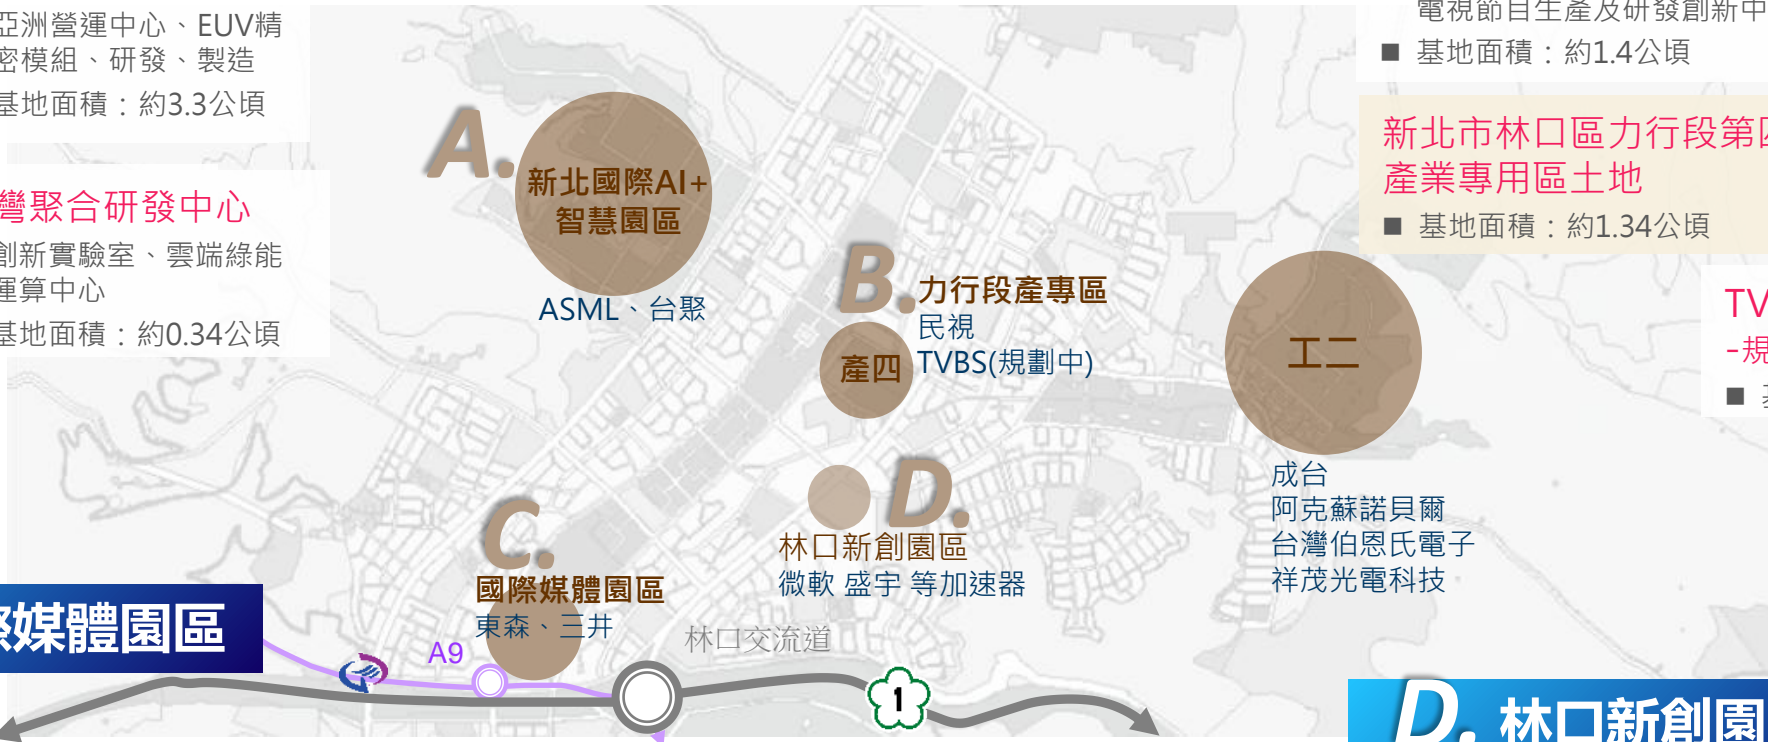 亞洲營運中心、EUV精
密模組、研發、製造
基地面積：約3.3公頃
灣聚合研發中心
創新實驗室、雲端綠能
運算中心
基地面積：約0.34公頃
A.
新北國際AI+
智慧園區
ASML、台聚
B.
力行段產專區
民視
TVBS(規劃中)
產四
工二
成台
阿克蘇諾貝爾
台灣伯恩氏電子
祥茂光電科技
C.
國際媒體園區
東森、三井
D.
林口新創園區
微軟 盛宇 等加速器
林口交流道
A9
1
電視節目生產及研發創新中
■ 基地面積：約1.4公頃
新北市林口區力行段第四
產業專用區土地
■ 基地面積：約1.34公頃
TV
-規
■
際媒體園區
D. 林口新創園